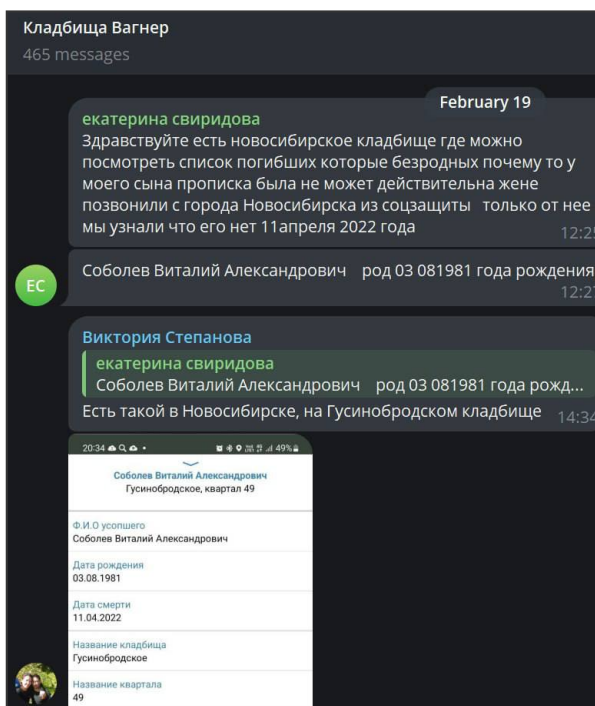 Кладбища Вагнер
465 messages
February 19
екатерина свиридова
Здравствуйте есть новосибирское кладбище где можно
посмотреть список погибших которые безродных почему то у
моего сына прописка была не может действительна жене
позвонили с города Новосибирска из соцзащиты только от нее
мы узнали что его нет 11апреля 2022 года
12:25
ЕС
Соболев Виталий Александрович род 03 081981 года рождения
12:27
Виктория Степанова
екатерина свиридова
Соболев Виталий Александрович род 03 081981 года рожд...
Есть такой в Новосибирске, на Гусинобродском кладбище
14:34
20:34
49%
Соболев Виталий Александрович
Гусинобродское, квартал 49
Ф.И.О усопшего
Соболев Виталий Александрович
Дата рождения
03.08.1981
Дата смерти
11.04.2022
Название кладбища
Гусинобродское
Название квартала
49